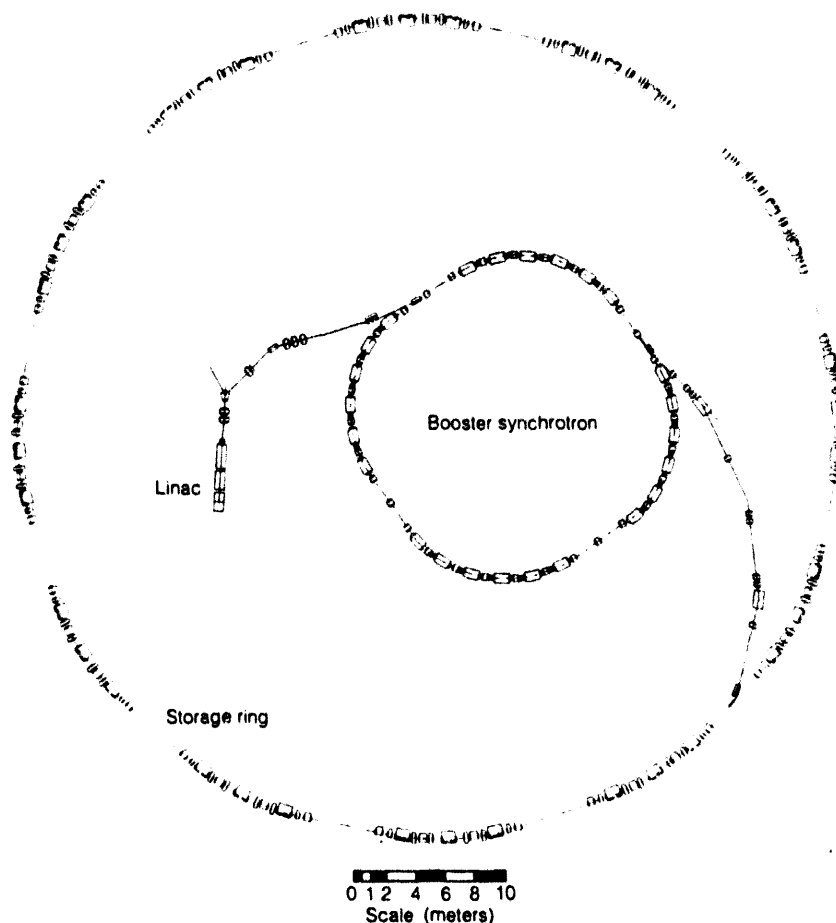 Booster synchrotron
Linac
Storage ring
0 1 2 4 6 8 10
Scale (meters)